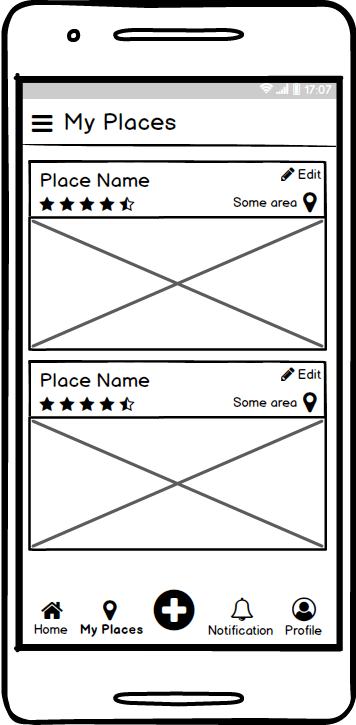 17:07
My Places
Place Name
Edit
Some area
Place Name
Edit
Some area
Home
My Places
Notification
Profile